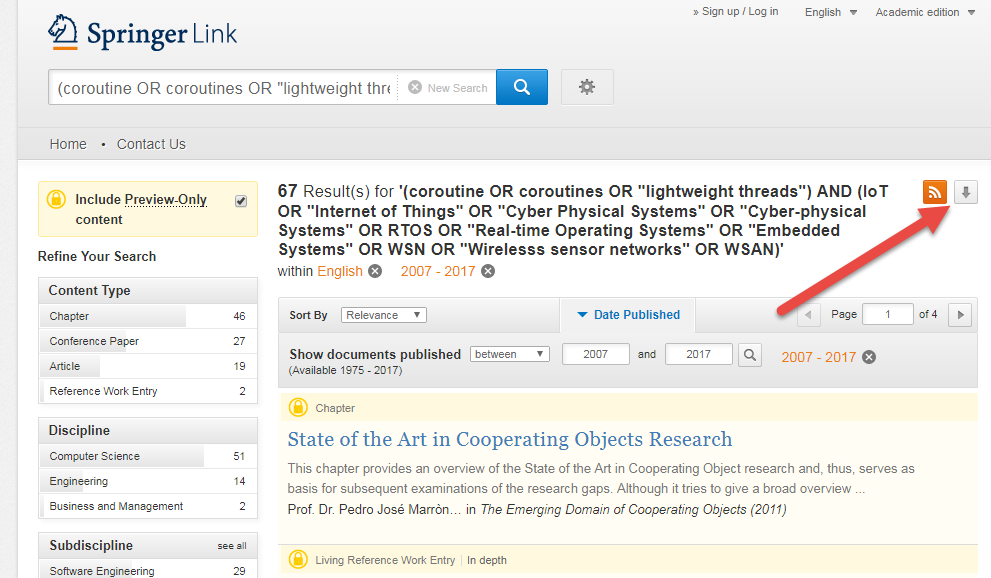 » Sign up / Log in English Academic edition
Springer Link
(coroutine OR coroutines OR "lightweight thre New Search
Home • Contact Us
Include Preview-Only
content
67 Result(s) for '(coroutine OR coroutines OR "lightweight threads") AND (IoT
OR "Internet of Things" OR "Cyber Physical Systems" OR "Cyber-physical
Systems" OR RTOS OR "Real-time Operating Systems" OR "Embedded
Systems" OR WSN OR "Wirelesss sensor networks" OR WSAN)'
within English 2007 - 2017
Refine Your Search
Content Type
Chapter 46
Conference Paper 27
Article 19
Reference Work Entry 2
Discipline
Computer Science 51
Engineering 14
Business and Management 2
Subdiscipline see all
Software Engineering 29
Sort By Relevance Date Published Page 1 of 4
Show documents published between 2007 and 2017 2007 - 2017
(Available 1975 - 2017)
Chapter
State of the Art in Cooperating Objects Research
This chapter provides an overview of the State of the Art in Cooperating Object research and, thus, serves as
basis for subsequent examinations of the research gaps. Although it tries to give a broad overview ...
Prof. Dr. Pedro José Marròn… in The Emerging Domain of Cooperating Objects (2011)
Living Reference Work Entry In depth